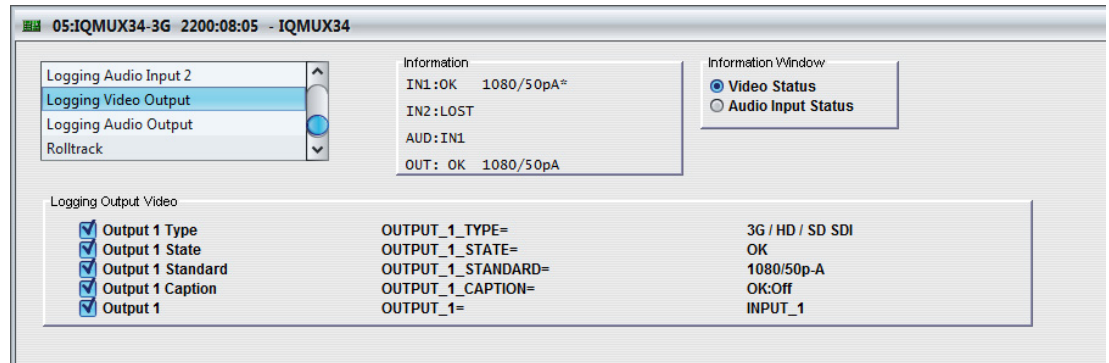 05:IQMUX34-3G 2200:08:05 - IQMUX34
Logging Audio Input 2
Logging Video Output
Logging Audio Output
Rolltrack
Information
IN1:OK 1080/50pA*
IN2:LOST
AUD:IN1
OUT: OK 1080/50pA
Information Window
Video Status
Audio Input Status
Logging Output Video
Output 1 Type OUTPUT_1_TYPE= 3G / HD / SD SDI
Output 1 State OUTPUT_1_STATE= OK
Output 1 Standard OUTPUT_1_STANDARD= 1080/50p-A
Output 1 Caption OUTPUT_1_CAPTION= OK:Off
Output 1 OUTPUT_1= INPUT_1